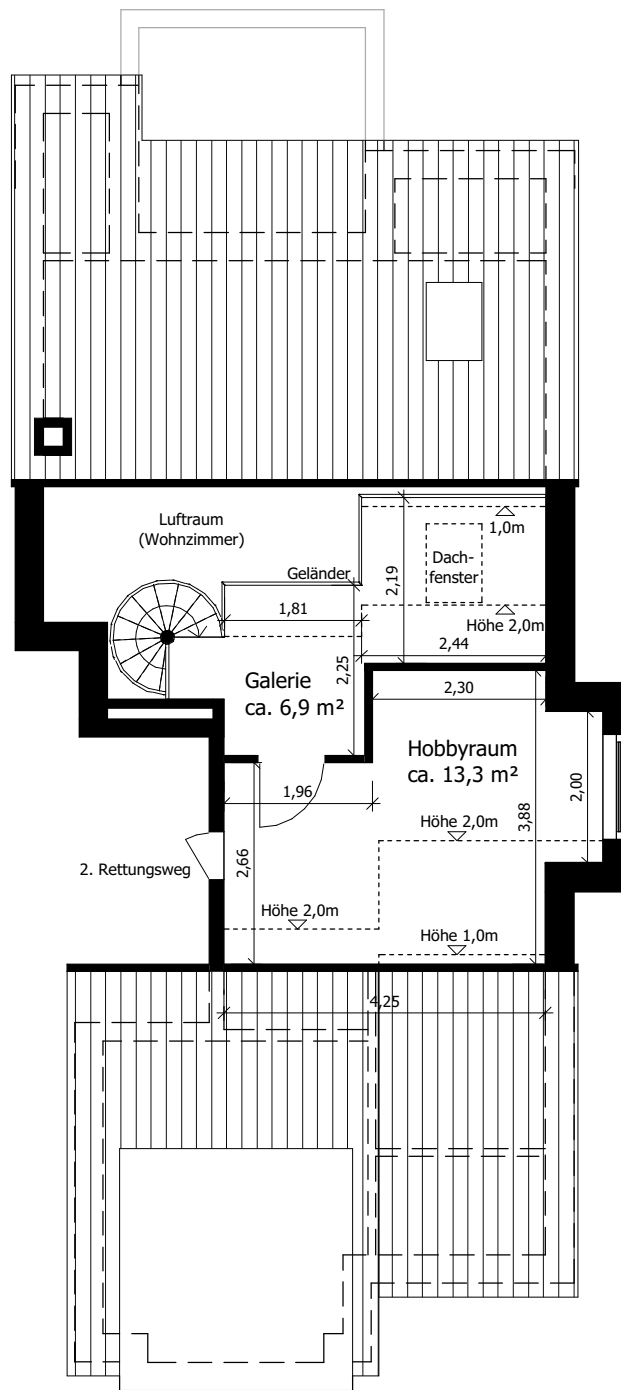 Luftraum
(Wohnzimmer)
1,0m
Dach-
fenster
Geländer
2,19
1,81
Höhe 2,0m
2,44
Galerie
ca. 6,9 m²
2,25
2,30
Hobbyraum
ca. 13,3 m²
1,96
2,00
3,88
Höhe 2,0m
2,66
2. Rettungsweg
Höhe 2,0m
Höhe 1,0m
4,25